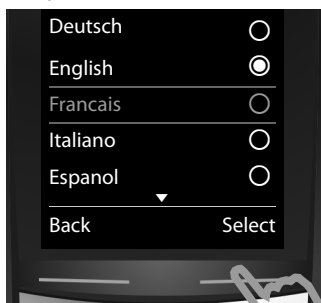 Deutsch
English
Francais
Italiano
Espanol
Back Select